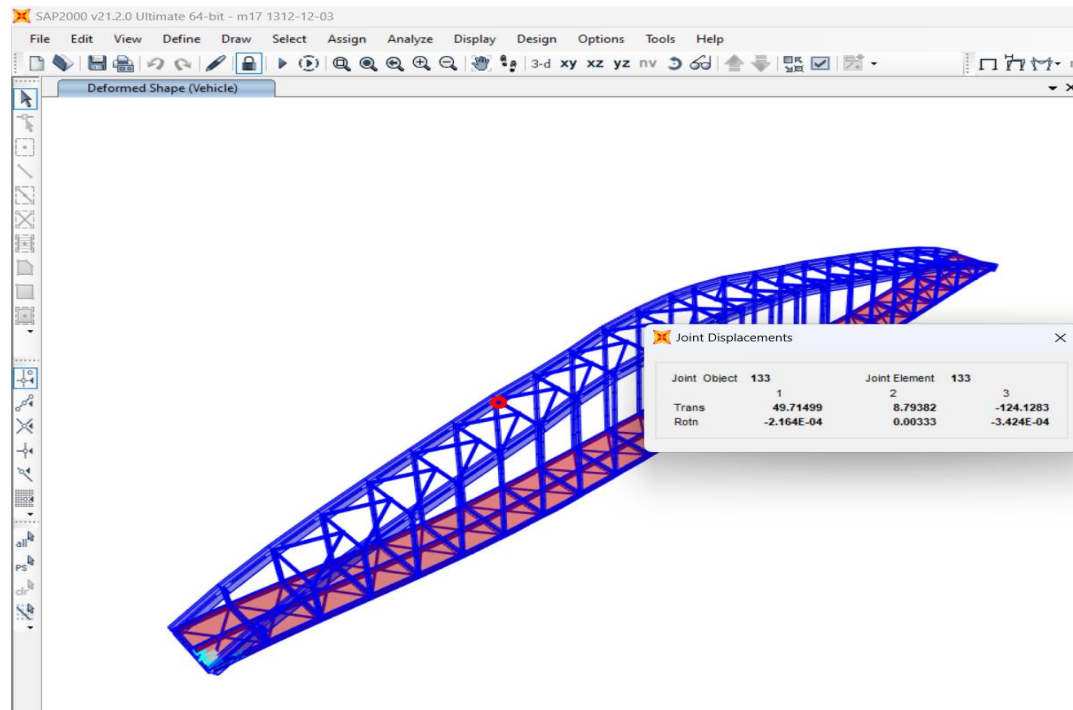 SAP2000 v21.2.0 Ultimate 64-bit - m17 1312-12-03
File Edit View Define Draw Select Assign Analyze Display Design Options Tools Help
3-d xy xz yz nv
Deformed Shape (Vehicle)
Joint Displacements
Joint Object 133 Joint Element 133
1 2 3
Trans 49.71499 8.79382 -124.1283
Rotn -2.164E-04 0.00333 -3.424E-04
all
PS
clr